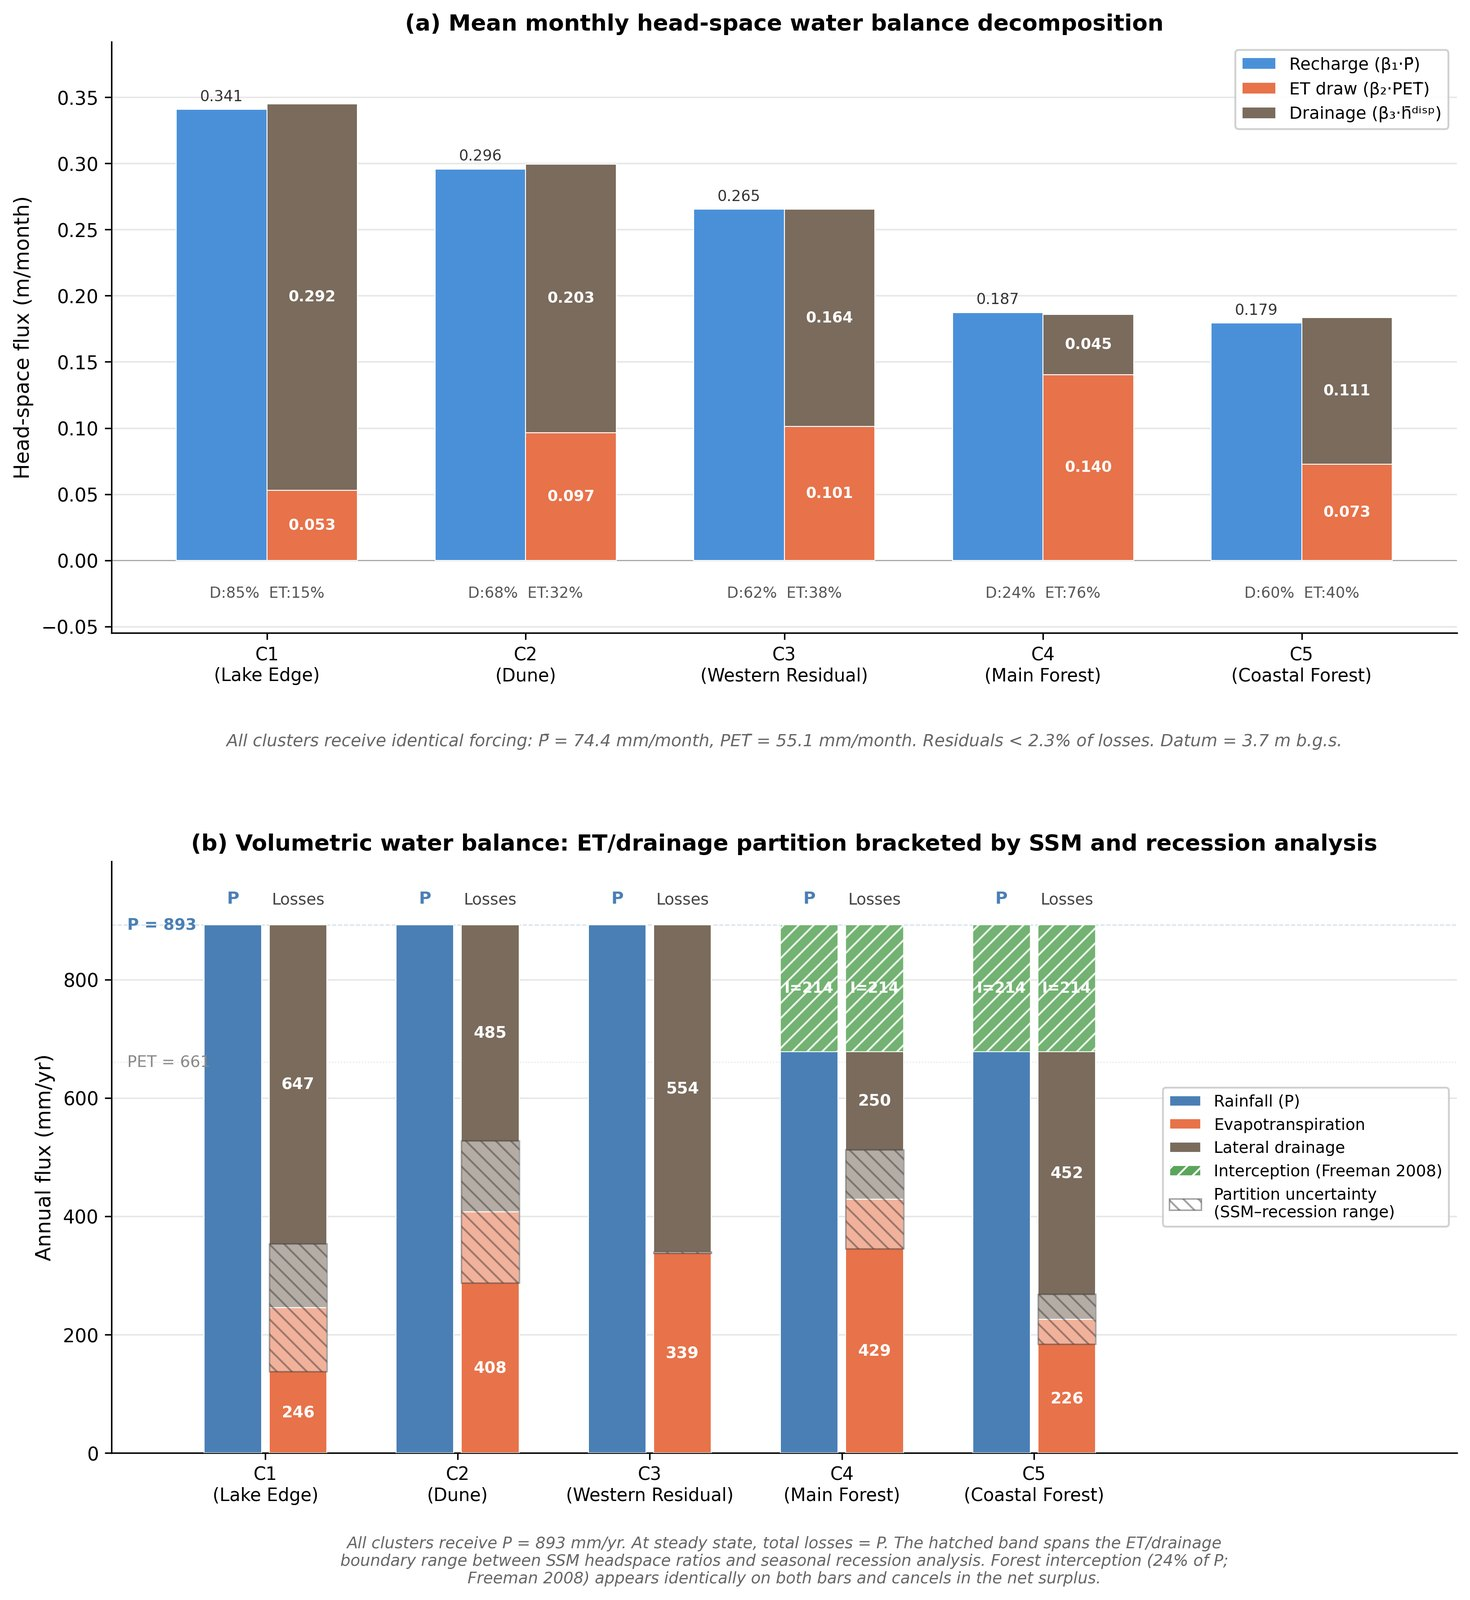 (a) Mean monthly head-space water balance decomposition
Head-space flux (m/month)
0.35
0.30
0.25
0.20
0.15
0.10
0.05
0.00
−0.05
Recharge (β₁·P̄)
ET draw (β₂·PET)
Drainage (β₃·h̄ᵈⁱˢᵖ)
0.341
0.296
0.265
0.187
0.179
0.292
0.203
0.164
0.045
0.111
0.053
0.097
0.101
0.140
0.073
D:85% ET:15%
D:68% ET:32%
D:62% ET:38%
D:24% ET:76%
D:60% ET:40%
C1
(Lake Edge)
C2
(Dune)
C3
(Western Residual)
C4
(Main Forest)
C5
(Coastal Forest)
All clusters receive identical forcing: P̄ = 74.4 mm/month, PET̄ = 55.1 mm/month. Residuals < 2.3% of losses. Datum = 3.7 m b.g.s.
(b) Volumetric water balance: ET/drainage partition bracketed by SSM and recession analysis
Annual flux (mm/yr)
800
600
400
200
0
P = 893
PET = 661
P Losses
P Losses
P Losses
P Losses
P Losses
647
246
485
408
554
339
I=214 I=214
250
429
I=214 I=214
452
226
Rainfall (P)
Evapotranspiration
Lateral drainage
Interception (Freeman 2008)
Partition uncertainty
(SSM–recession range)
C1
(Lake Edge)
C2
(Dune)
C3
(Western Residual)
C4
(Main Forest)
C5
(Coastal Forest)
All clusters receive P = 893 mm/yr. At steady state, total losses = P. The hatched band spans the ET/drainage
boundary range between SSM headspace ratios and seasonal recession analysis. Forest interception (24% of P;
Freeman 2008) appears identically on both bars and cancels in the net surplus.